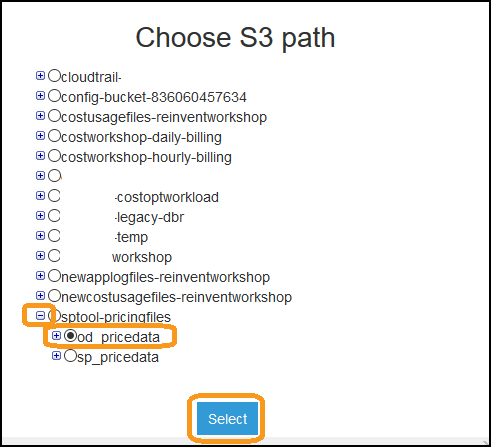 Choose S3 path
cloudtrail-
config-bucket-836060457634
costusagefiles-reinventworkshop
costworkshop-daily-billing
costworkshop-hourly-billing
-costoptworkload
-legacy-dbr
-temp
workshop
newapplogfiles-reinventworkshop
newcostusagefiles-reinventworkshop
sptool-pricingfiles
od_pricedata
sp_pricedata
Select